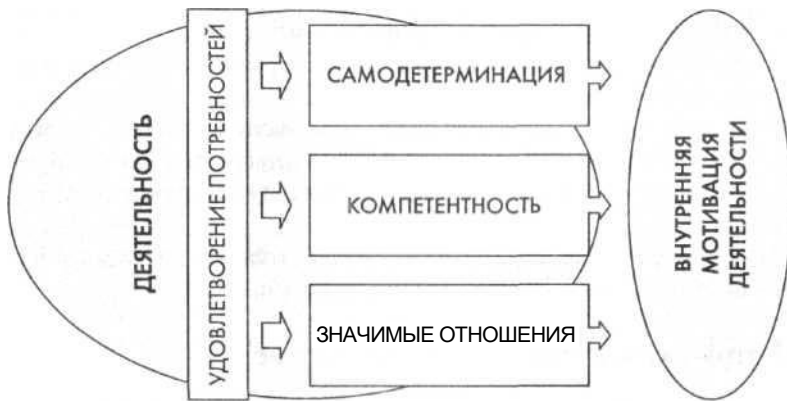 ДЕЯТЕЛЬНОСТЬ
УДОВЛЕТВОРЕНИЕ ПОТРЕБНОСТЕЙ
САМОДЕТЕРМИНАЦИЯ
КОМПЕТЕНТНОСТЬ
ЗНАЧИМЫЕ ОТНОШЕНИЯ
ВНУТРЕННЯЯ
МОТИВАЦИЯ
ДЕЯТЕЛЬНОСТИ